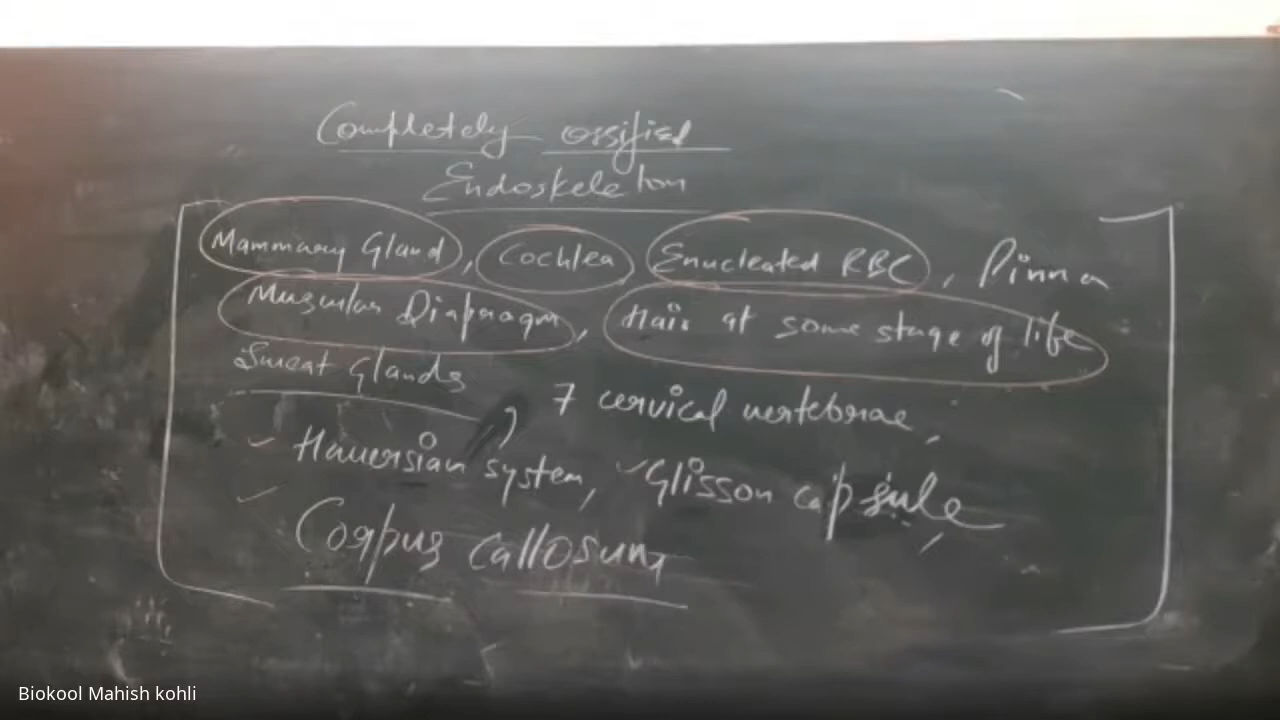 Completely ossified
Endoskeleton
Mammary Gland, Cochlea, Enucleated RBC, Pinna
Muscular Diapragm, Hair at some stage of life
Sweat Glands, 7 cervical vertebrae,
Haversian system, Glisson capsule,
Corpus callosum
Biokool Mahish kohli